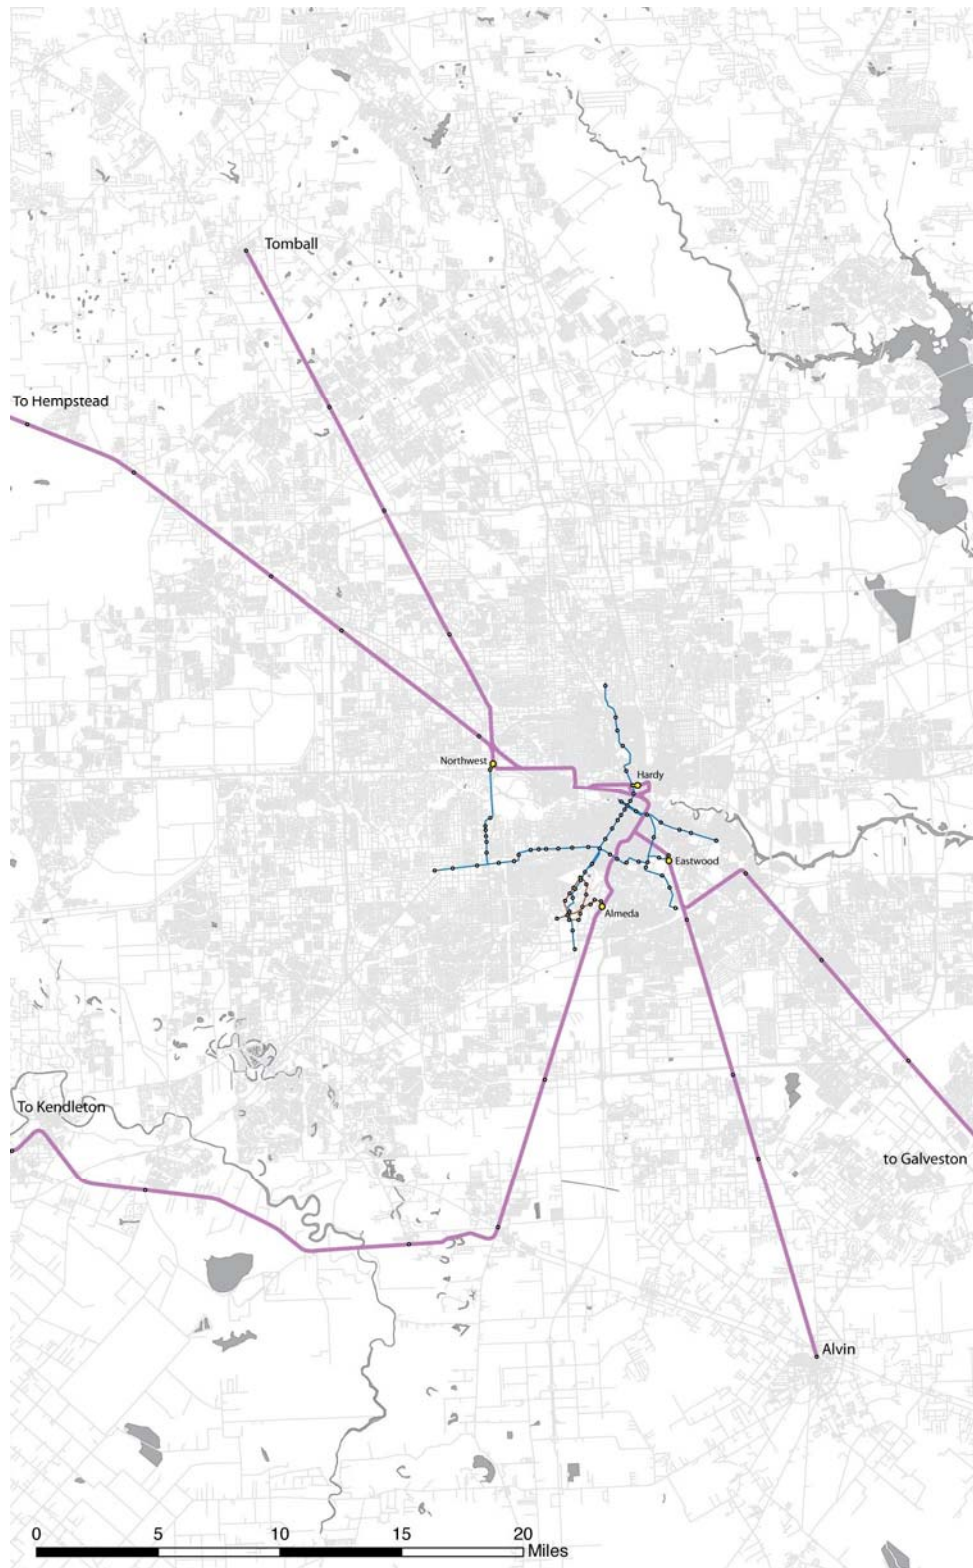 Tomball
To Hempstead
Northwest
Hardy
Eastwood
Almeda
To Kendleton
to Galveston
Alvin
0 5 10 15 20
Miles